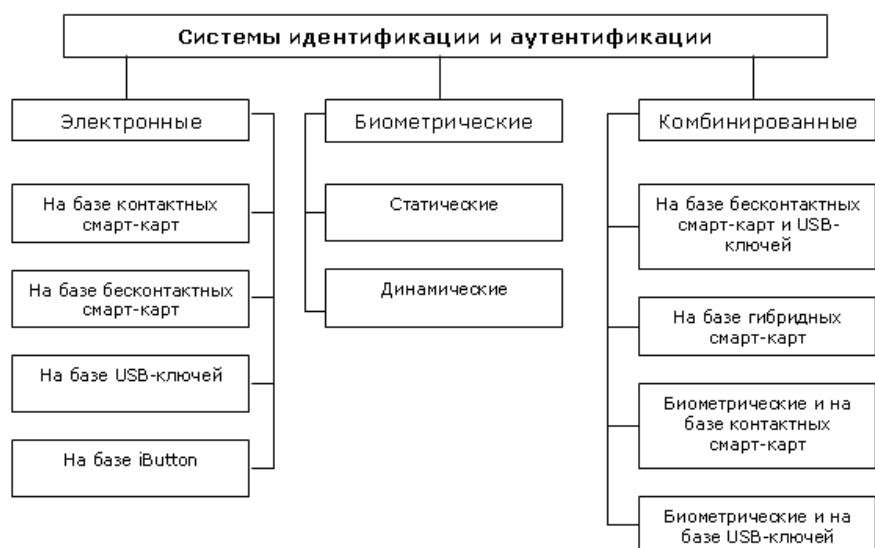 Системы идентификации и аутентификации
Электронные
Биометрические
Комбинированные
На базе контактных
смарт-карт
На базе бесконтактных
смарт-карт
На базе USB-ключей
На базе iButton
Статические
Динамические
На базе бесконтактных
смарт-карт и USB-
ключей
На базе гибридных
смарт-карт
Биометрические и на
базе контактных
смарт-карт
Биометрические и на
базе USB-ключей